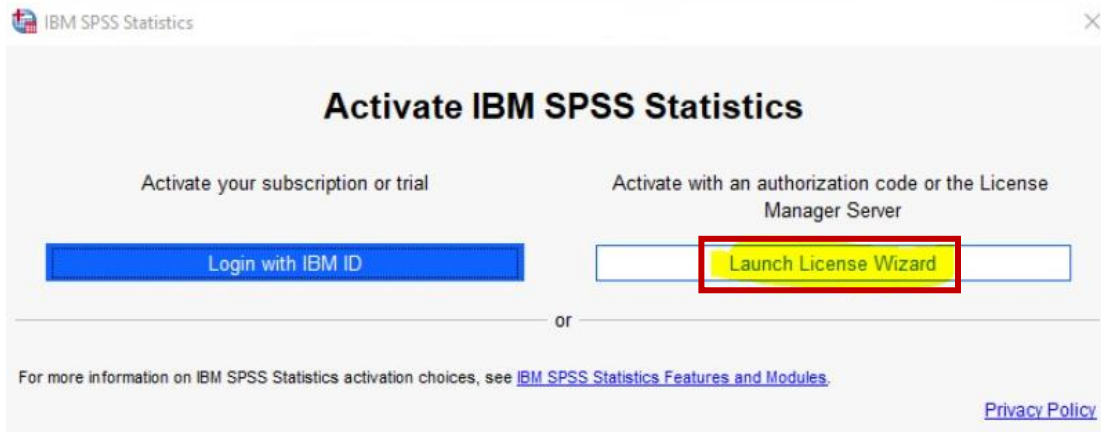 IBM SPSS Statistics
Activate IBM SPSS Statistics
Activate your subscription or trial
Login with IBM ID
Activate with an authorization code or the License
Manager Server
Launch License Wizard
or
For more information on IBM SPSS Statistics activation choices, see IBM SPSS Statistics Features and Modules.
Privacy Policy